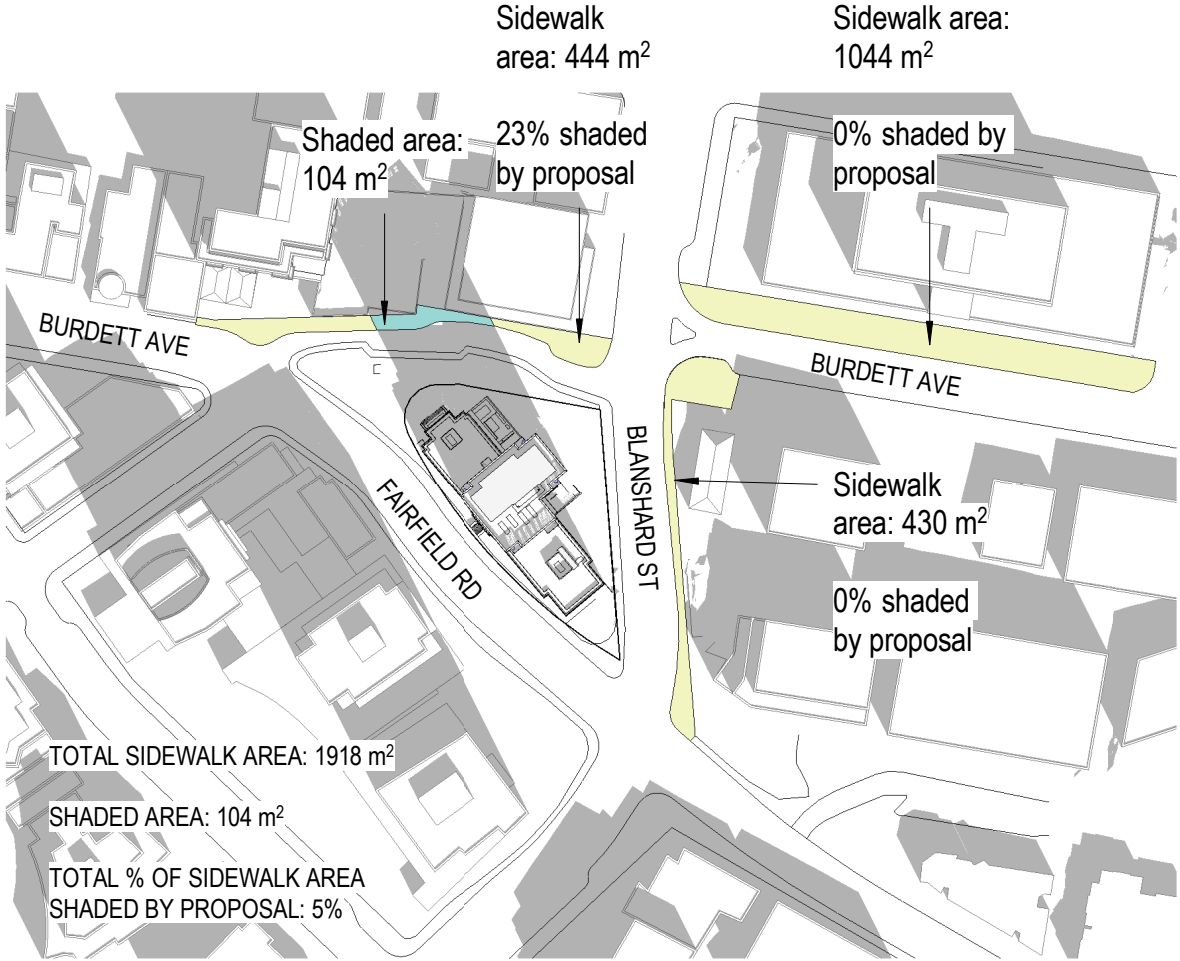 Sidewalk
area: 444 m²
23% shaded
by proposal
Sidewalk area:
1044 m²
0% shaded by
proposal
Shaded area:
104 m²
BURDETT AVE
BURDETT AVE
BLANSHARD ST
FAIRFIELD RD
Sidewalk
area: 430 m²
0% shaded
by proposal
TOTAL SIDEWALK AREA: 1918 m²
SHADED AREA: 104 m²
TOTAL % OF SIDEWALK AREA
SHADED BY PROPOSAL: 5%